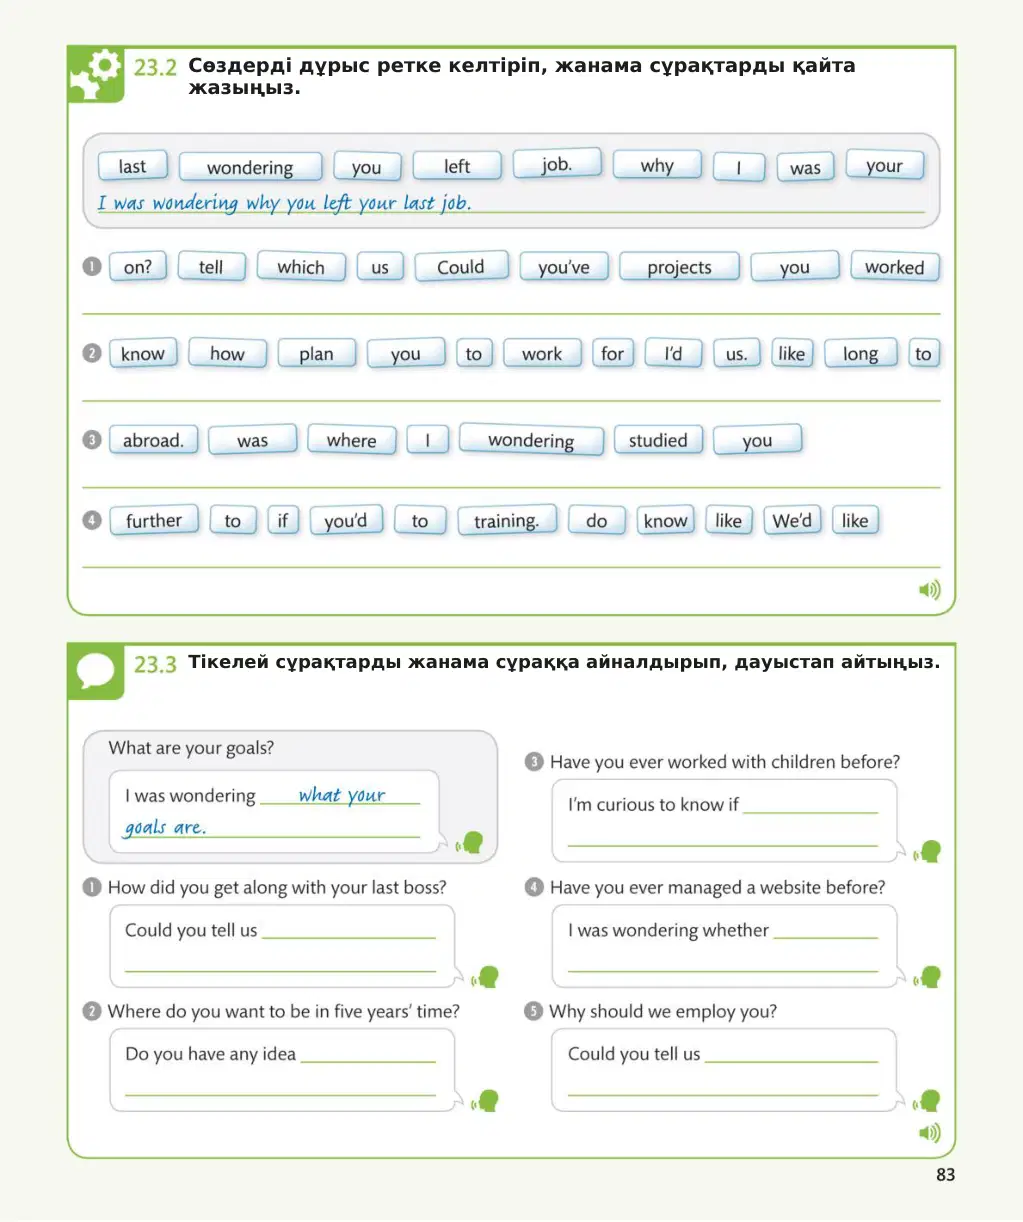 23.2 Сөздерді дұрыс ретке келтіріп, жанама сұрақтарды қайта
жазыңыз.
last wondering you left job. why I was your
I was wondering why you left your last job.
1 on? tell which us Could you've projects you worked
2 know how plan you to work for I'd us. like long to
3 abroad. was where I wondering studied you
4 further to if you'd to training. do know like We'd like
23.3 Тікелей сұрақтарды жанама сұраққа айналдырып, дауыстап айтыңыз.
What are your goals?
I was wondering what your
goals are.
1 How did you get along with your last boss?
Could you tell us
2 Where do you want to be in five years' time?
Do you have any idea
3 Have you ever worked with children before?
I'm curious to know if
4 Have you ever managed a website before?
I was wondering whether
5 Why should we employ you?
Could you tell us
83